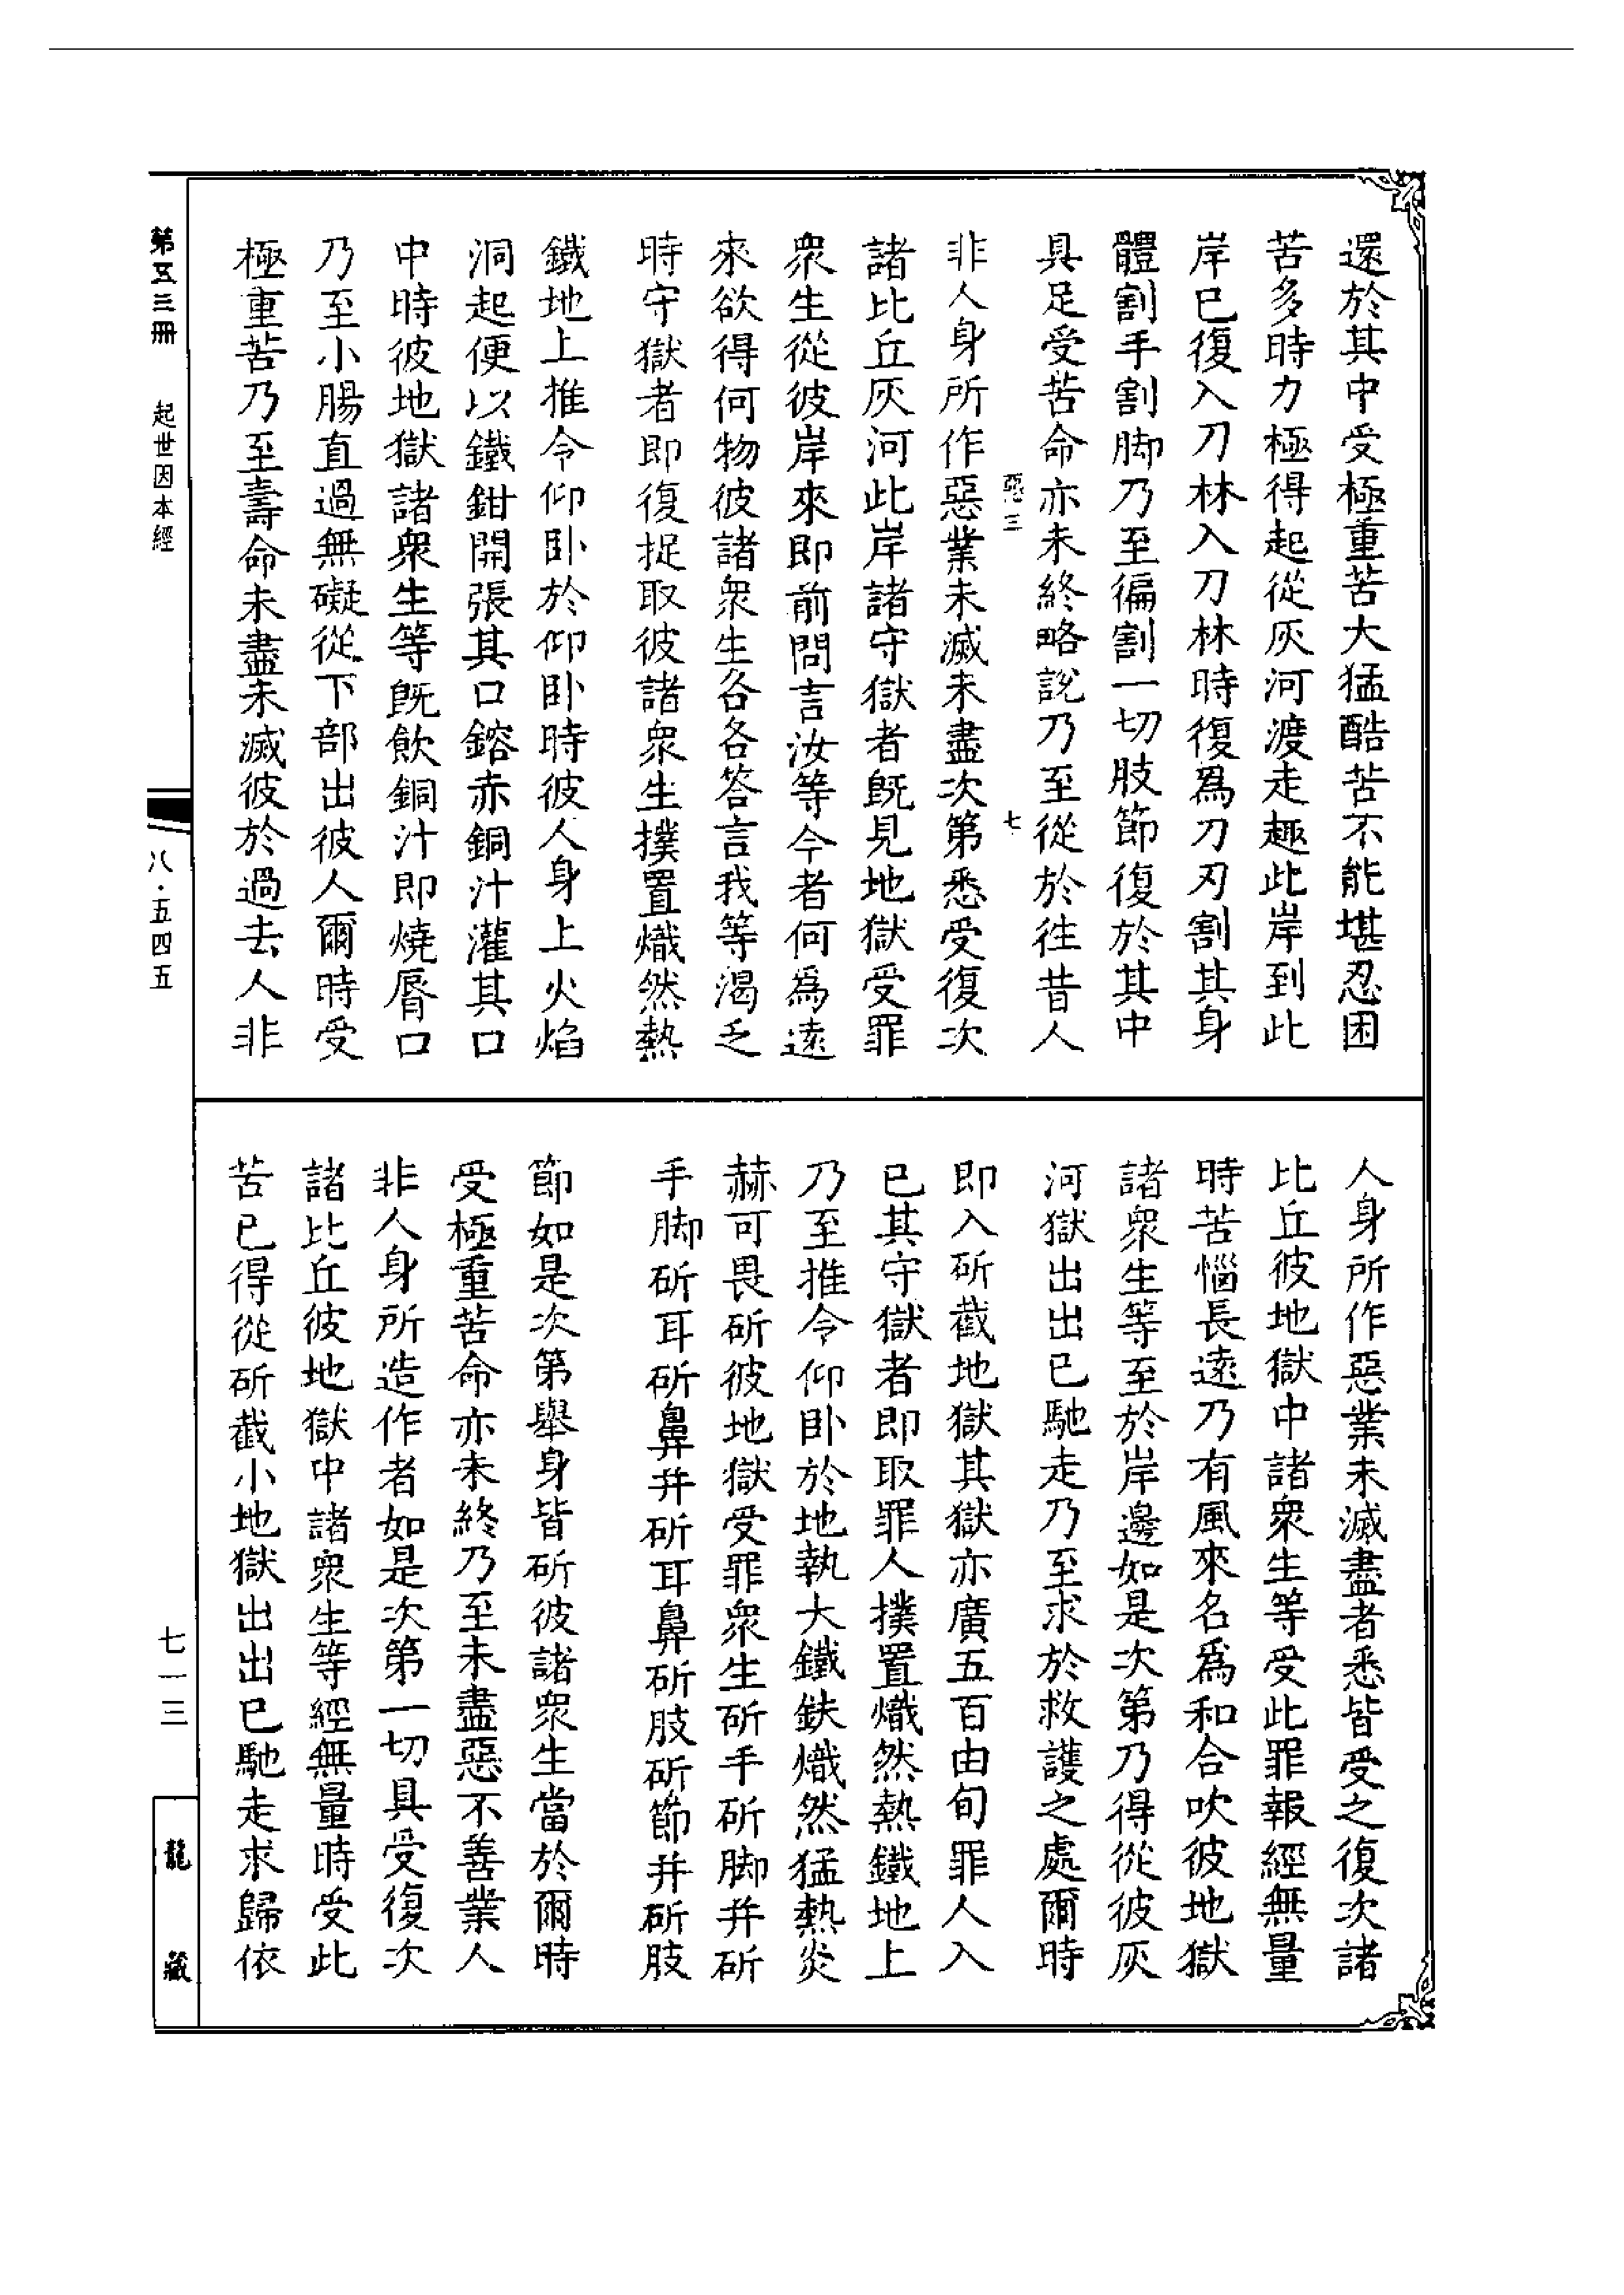 還於其中受極重苦大猛酷苦不能堪忍困
苦多時力極得起從灰河渡走趣此岸到此
岸已復入刀林入刀林時復爲刀刃割其身
體割手割脚乃至徧割一切肢節復於其中
具足受苦命亦未終略説乃至從於往昔人
惡三　七
非人身所作惡業未滅未盡次第悉受復次
諸比丘灰河此岸諸守獄者旣見地獄受罪
衆生從彼岸來即前問言汝等今者何爲遠
來欲得何物彼諸衆生各各答言我等渴乏
時守獄者即復捉取彼諸衆生撲置熾然熱
鐵地上推令仰卧於仰卧時彼人身上火焰
洞起便以鐵鉗開張其口鎔赤銅汁灌其口
中時彼地獄諸衆生等旣飲銅汁即燒脣口
乃至小腸直過無礙從下部出彼人爾時受
極重苦乃至壽命未盡未滅彼於過去人非
人身所作惡業未滅盡者悉皆受之復次諸
比丘彼地獄中諸衆生等受此罪報經無量
時苦惱長遠乃有風來名爲和合吹彼地獄
諸衆生等至於岸邊如是次第乃得從彼灰
河獄出出已馳走乃至求於救護之處爾時
即入斫截地獄其獄亦廣五百由旬罪人入
已其守獄者即取罪人撲置熾然熱鐵地上
乃至推令仰卧於地執大鐵鈇熾然猛熱炎
赫可畏斫彼地獄受罪衆生斫手斫脚并斫
手脚斫耳斫鼻并斫耳鼻斫肢斫節并斫肢
節如是次第舉身皆斫彼諸衆生當於爾時
受極重苦命亦未終乃至未盡惡不善業人
非人身所造作者如是次第一切具受復次
諸比丘彼地獄中諸衆生等經無量時受此
苦已得從斫截小地獄出出已馳走求歸依
第五三冊　起世因本經
八·五四五
七一三
龍藏